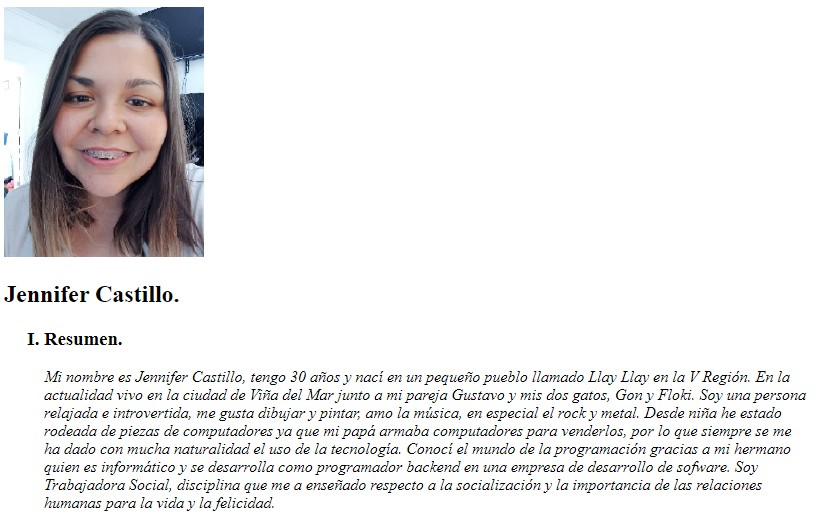 Jennifer Castillo.
I. Resumen.
Mi nombre es Jennifer Castillo, tengo 30 años y nací en un pequeño pueblo llamado Llay Llay en la V Región. En la
actualidad vivo en la ciudad de Viña del Mar junto a mi pareja Gustavo y mis dos gatos, Gon y Floki. Soy una persona
relajada e introvertida, me gusta dibujar y pintar, amo la música, en especial el rock y metal. Desde niña he estado
rodeada de piezas de computadores ya que mi papá armaba computadores para venderlos, por lo que siempre se me
ha dado con mucha naturalidad el uso de la tecnología. Conocí el mundo de la programación gracias a mi hermano
quien es informático y se desarrolla como programador backend en una empresa de desarrollo de sofware. Soy
Trabajadora Social, disciplina que me a enseñado respecto a la socialización y la importancia de las relaciones
humanas para la vida y la felicidad.